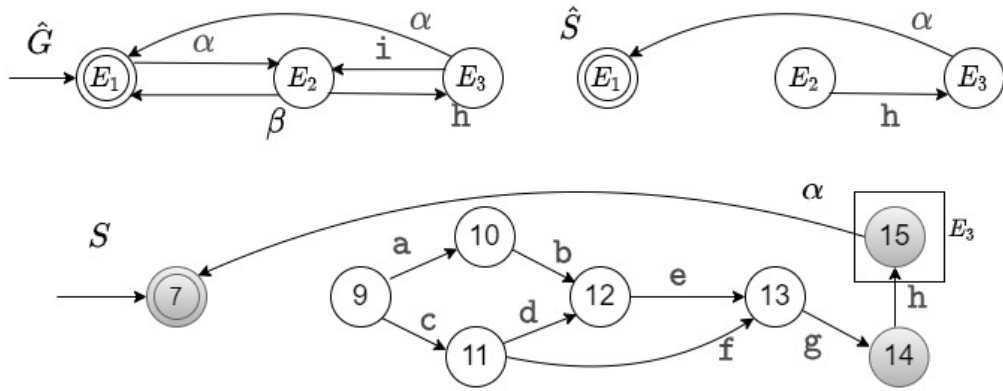 Ĝ
α
α
i
E₁
E₂
E₃
β
h
Ŝ
α
E₁
E₂
E₃
h
S
α
15
E₃
a
10
b
7
9
12
e
13
h
c
d
g
11
f
14